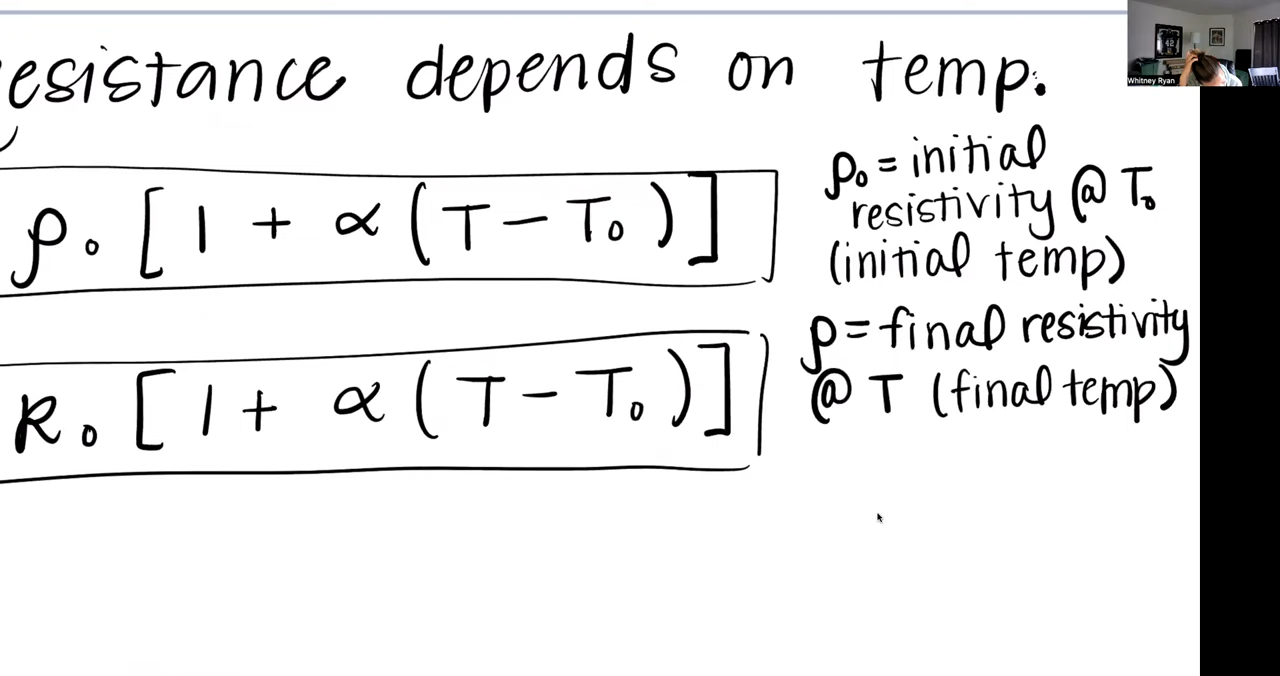 esistance depends on temp.
ρ₀ [ 1 + α ( T - T₀ ) ]
R₀ [ 1 + α ( T - T₀ ) ]
ρ₀ = initial
resistivity @ T₀
(initial temp)
ρ = final resistivity
@ T (final temp)
Whitney Ryan
42